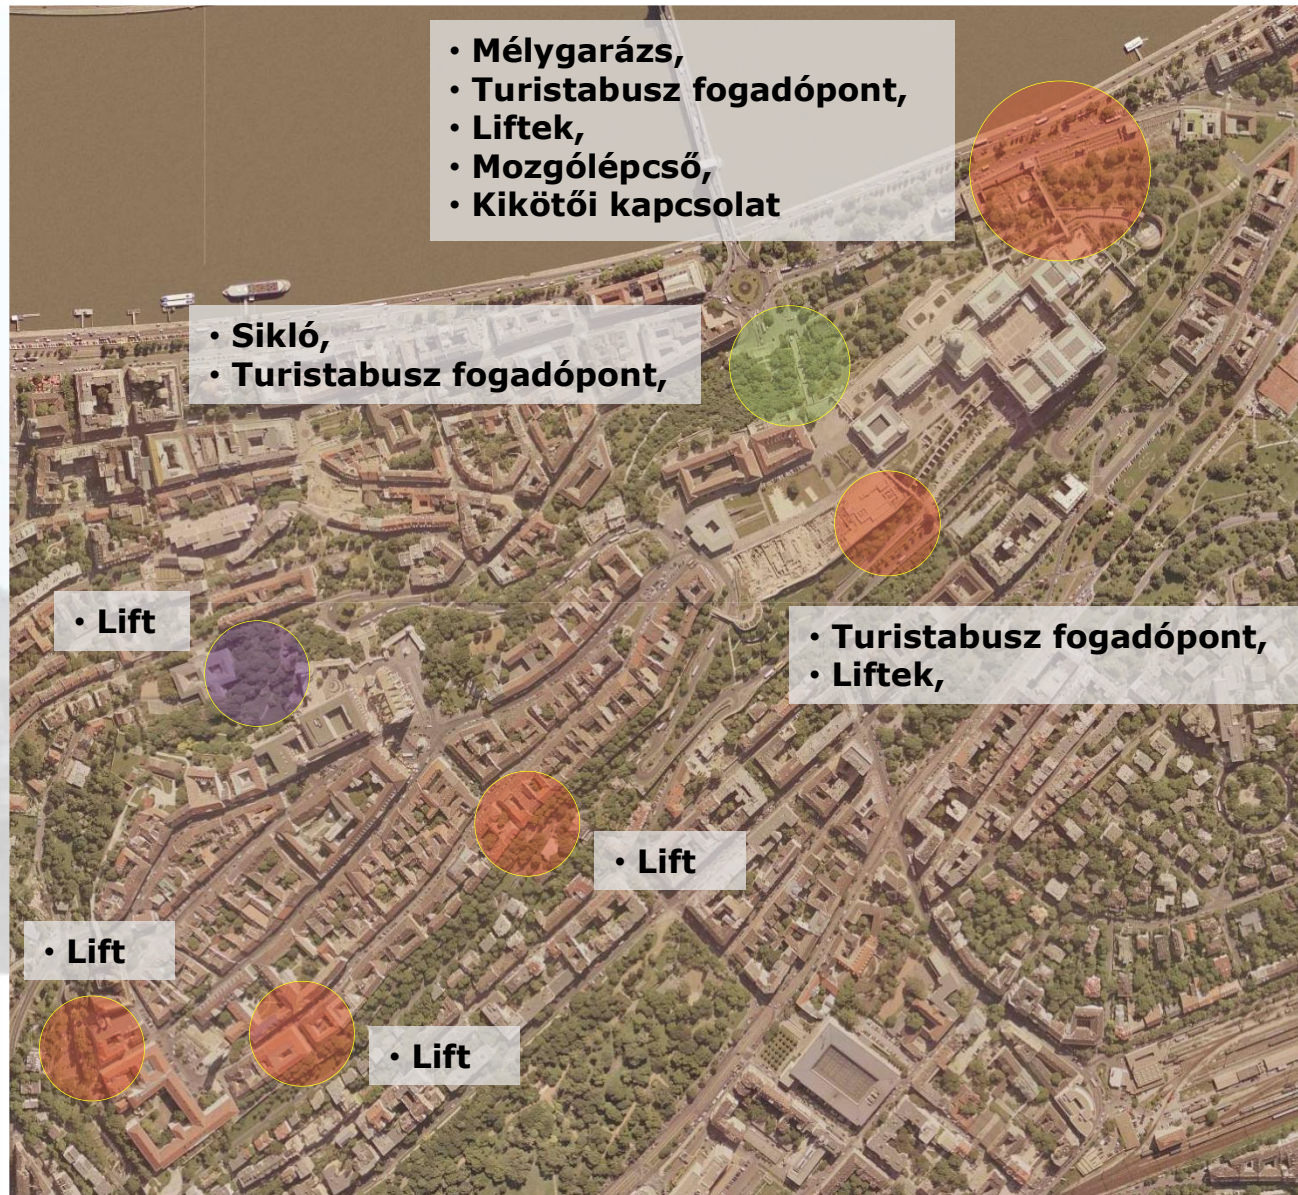 • Mélygarázs,
• Turistabusz fogadópont,
• Liftek,
• Mozgólépcső,
• Kikötői kapcsolat
• Sikló,
• Turistabusz fogadópont,
• Lift
• Turistabusz fogadópont,
• Liftek,
• Lift
• Lift
• Lift